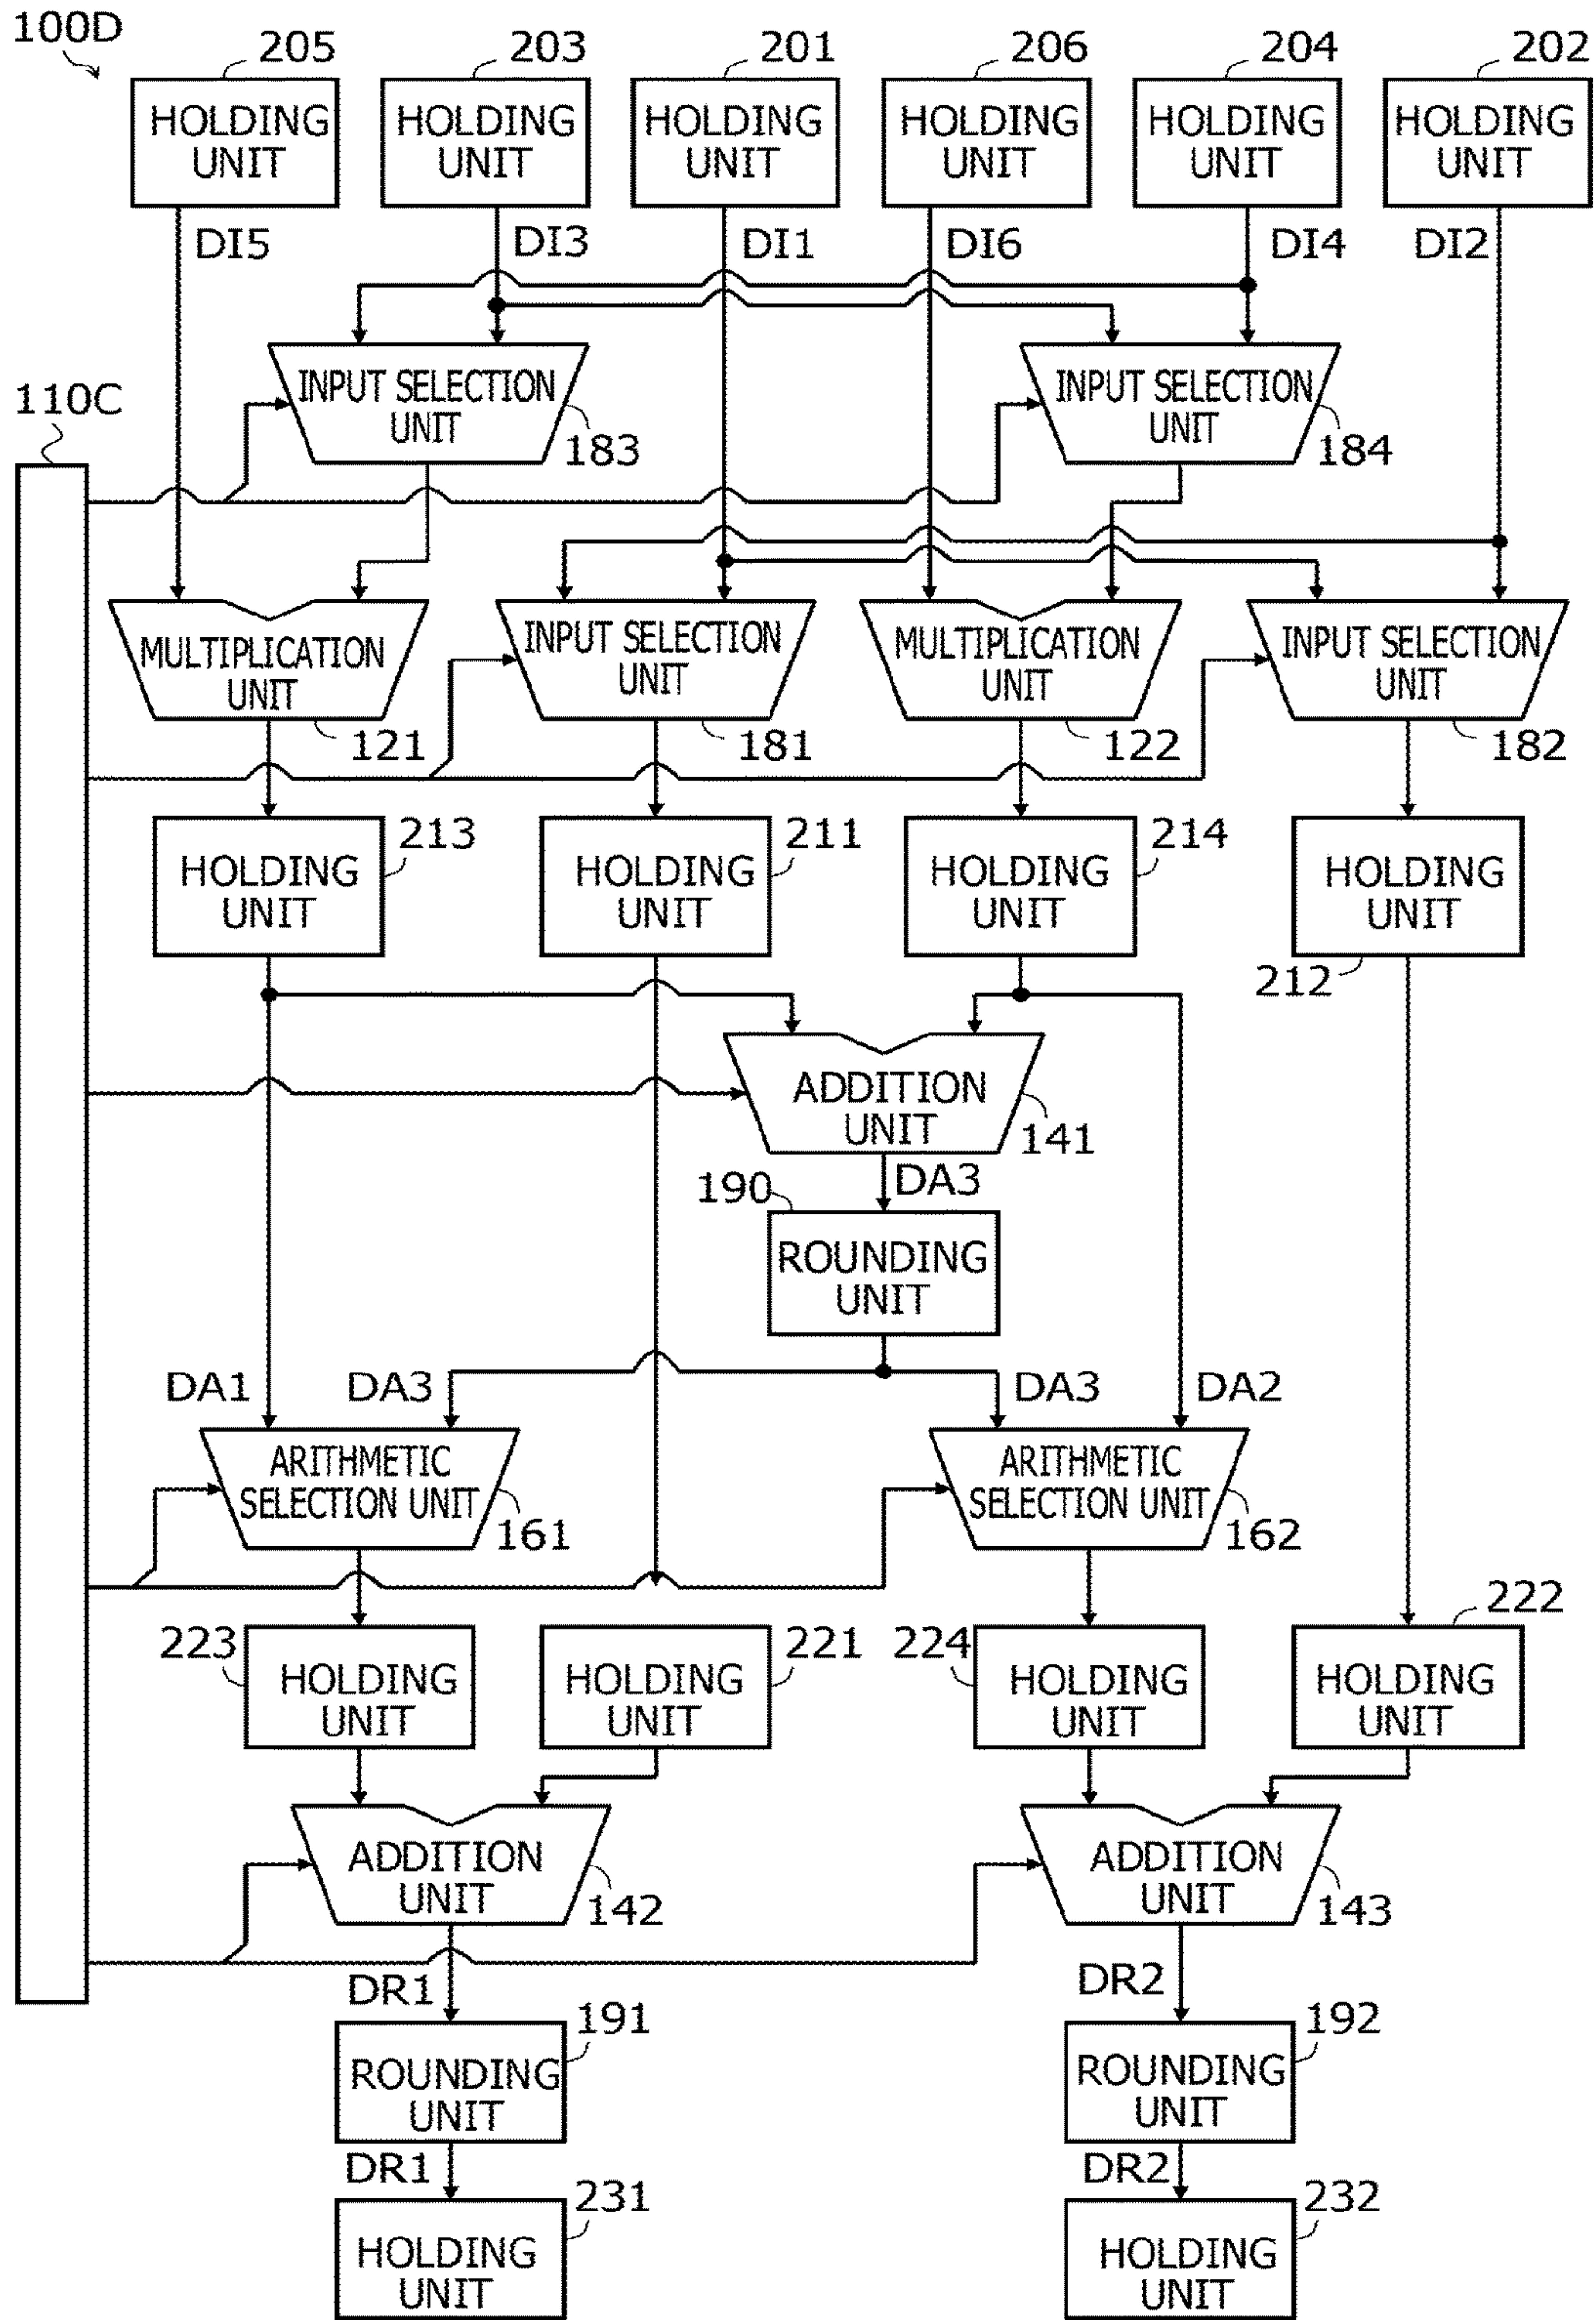 100D
205 203 201 206 204 202
HOLDING UNIT
HOLDING UNIT
HOLDING UNIT
HOLDING UNIT
HOLDING UNIT
HOLDING UNIT
DI5 DI3 DI1 DI6 DI4 DI2
110C
INPUT SELECTION UNIT
183
INPUT SELECTION UNIT
184
MULTIPLICATION UNIT
121
INPUT SELECTION UNIT
181
MULTIPLICATION UNIT
122
INPUT SELECTION UNIT
182
HOLDING UNIT
213
HOLDING UNIT
211
HOLDING UNIT
214
HOLDING UNIT
212
ADDITION UNIT
141
DA3
190
ROUNDING UNIT
DA1 DA3 DA3 DA2
ARITHMETIC SELECTION UNIT
161
ARITHMETIC SELECTION UNIT
162
223
HOLDING UNIT
221
HOLDING UNIT
224
HOLDING UNIT
222
HOLDING UNIT
ADDITION UNIT
142
ADDITION UNIT
143
DR1 DR2
191
ROUNDING UNIT
192
ROUNDING UNIT
DR1 DR2
231
HOLDING UNIT
232
HOLDING UNIT